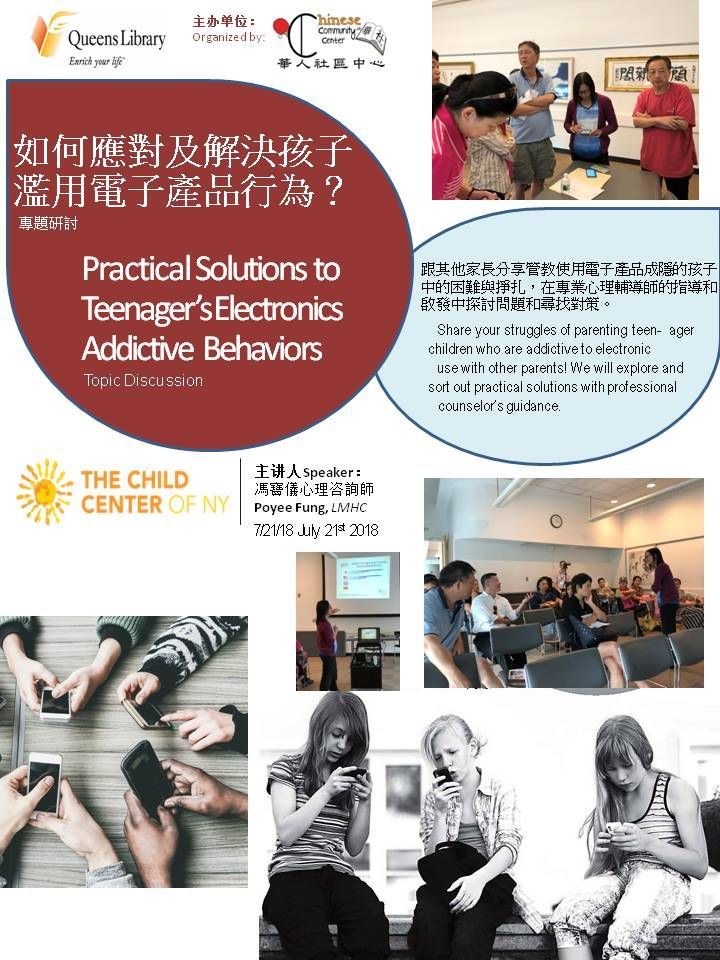 Queens Library
Enrich your life
主办单位：
Organized by:
Chinese
Community
Center
華人社區中心
如何應對及解決孩子
濫用電子產品行為？
專題研討
Practical Solutions to
Teenager's Electronics
Addictive Behaviors
Topic Discussion
跟其他家長分享管教使用電子產品成隱的孩子
中的困難與掙扎，在專業心理輔導師的指導和
啟發中探討問題和尋找對策。
Share your struggles of parenting teen- ager
children who are addictive to electronic
use with other parents! We will explore and
sort out practical solutions with professional
counselor's guidance.
THE CHILD
CENTER OF NY
主讲人Speaker：
馮寶儀心理咨詢師
Poyee Fung, LMHC
7/21/18 July 21st 2018